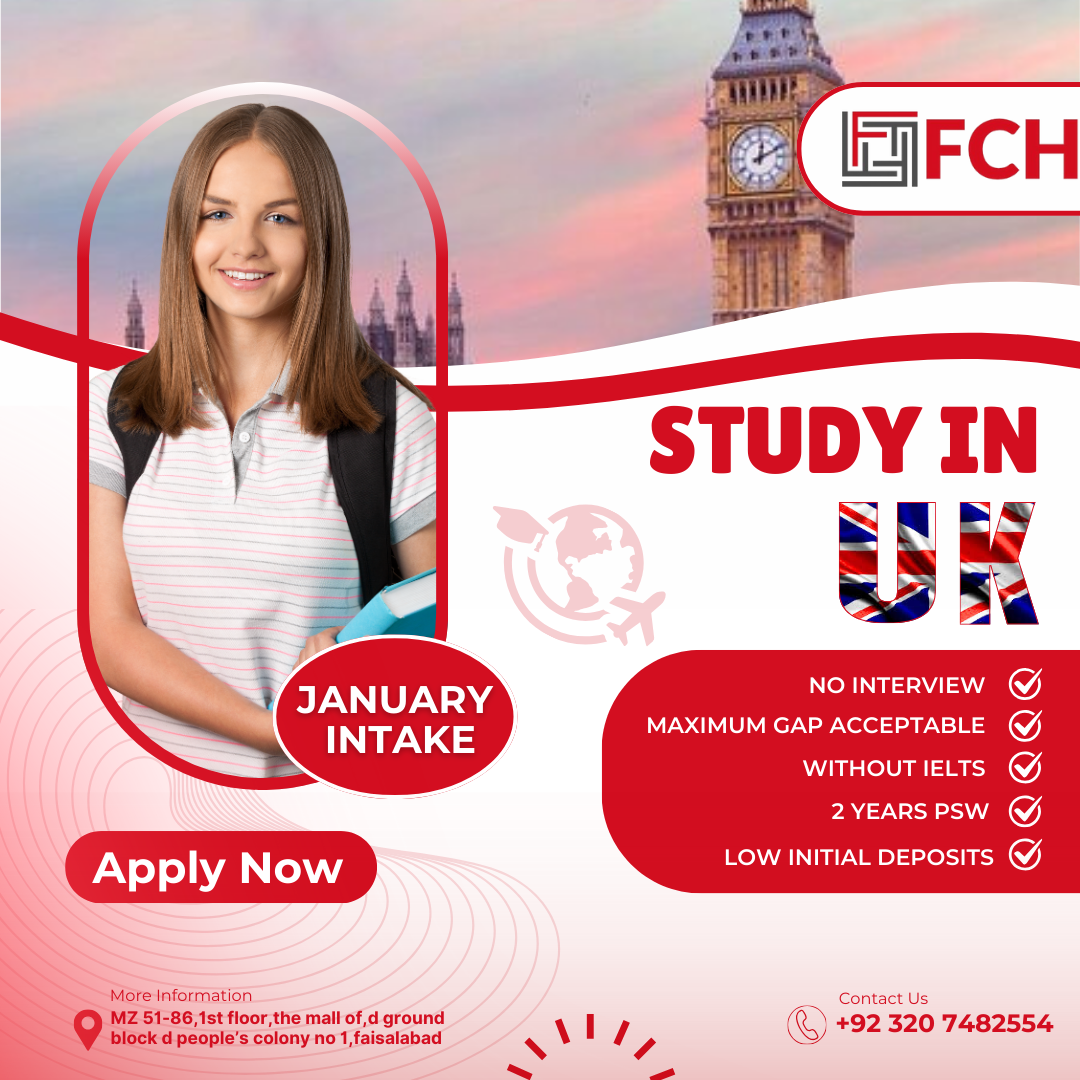 FCH
STUDY IN
UK
JANUARY
INTAKE
NO INTERVIEW
MAXIMUM GAP ACCEPTABLE
WITHOUT IELTS
2 YEARS PSW
LOW INITIAL DEPOSITS
Apply Now
More Information
MZ 51-86,1st floor,the mall of,d ground
block d people's colony no 1,faisalabad
Contact Us
+92 320 7482554